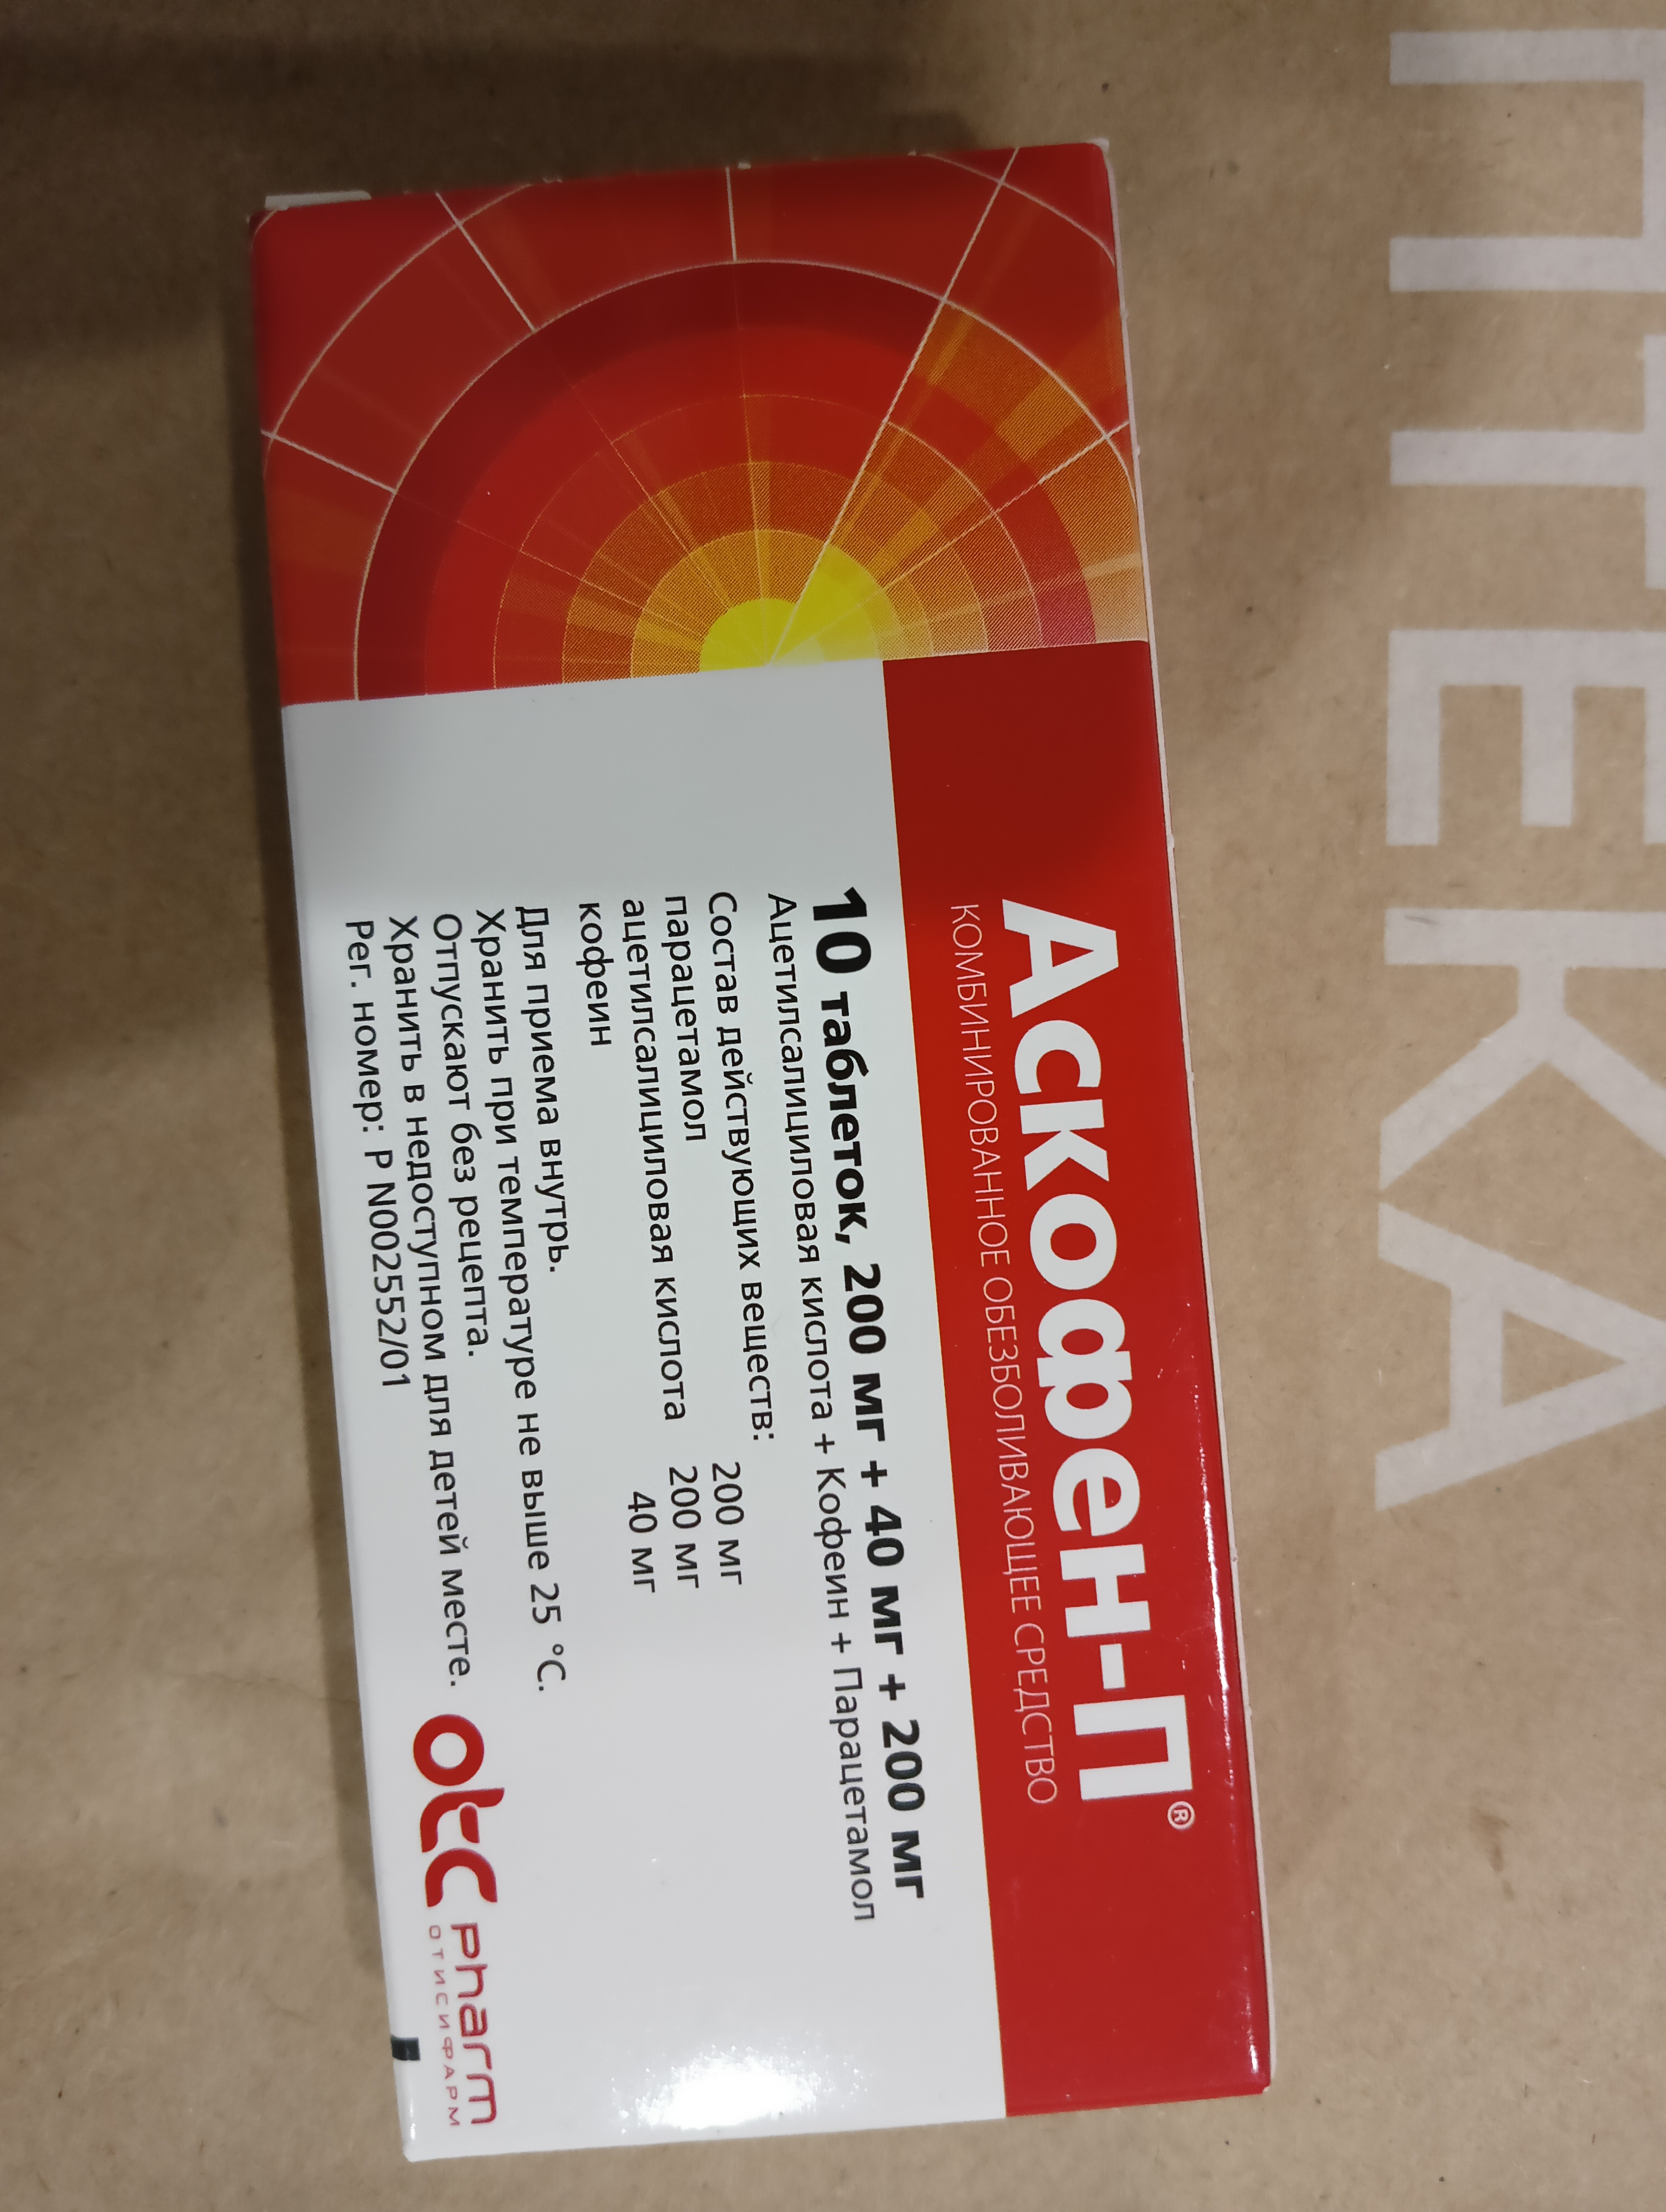 Аскофен-П®
КОМБИНИРОВАННОЕ ОБЕЗБОЛИВАЮЩЕЕ СРЕДСТВО
10 таблеток, 200 мг + 40 мг + 200 мг
Ацетилсалициловая кислота + Кофеин + Парацетамол
Состав действующих веществ:
парацетамол 200 мг
ацетилсалициловая кислота 200 мг
кофеин 40 мг
Для приема внутрь.
Хранить при температуре не выше 25 °C.
Отпускают без рецепта.
Хранить в недоступном для детей месте.
Рег. номер: Р N002552/01
otc Pharm
ОТИСИФАРМ
ПТЕКА